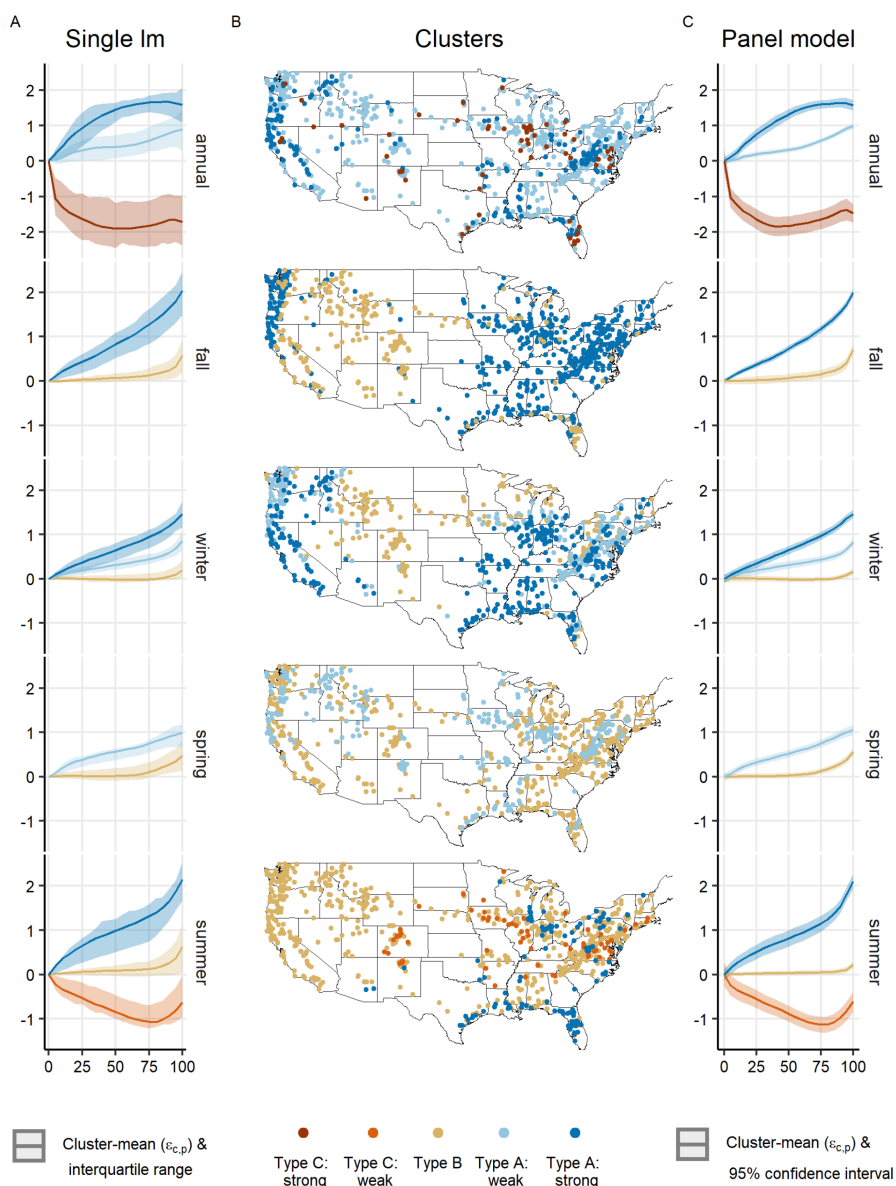 A
Single lm
B
Clusters
C
Panel model
2
1
0
-1
-2
annual
2
1
0
-1
-2
annual
2
1
0
-1
fall
2
1
0
-1
fall
2
1
0
-1
winter
2
1
0
-1
winter
2
1
0
-1
spring
2
1
0
-1
spring
2
1
0
-1
summer
2
1
0
-1
summer
0 25 50 75 100
0 25 50 75 100
Cluster-mean (εc,p) &
interquartile range
Type C:
strong
Type C:
weak
Type B
Type A:
weak
Type A:
strong
Cluster-mean (εc,p) &
95% confidence interval